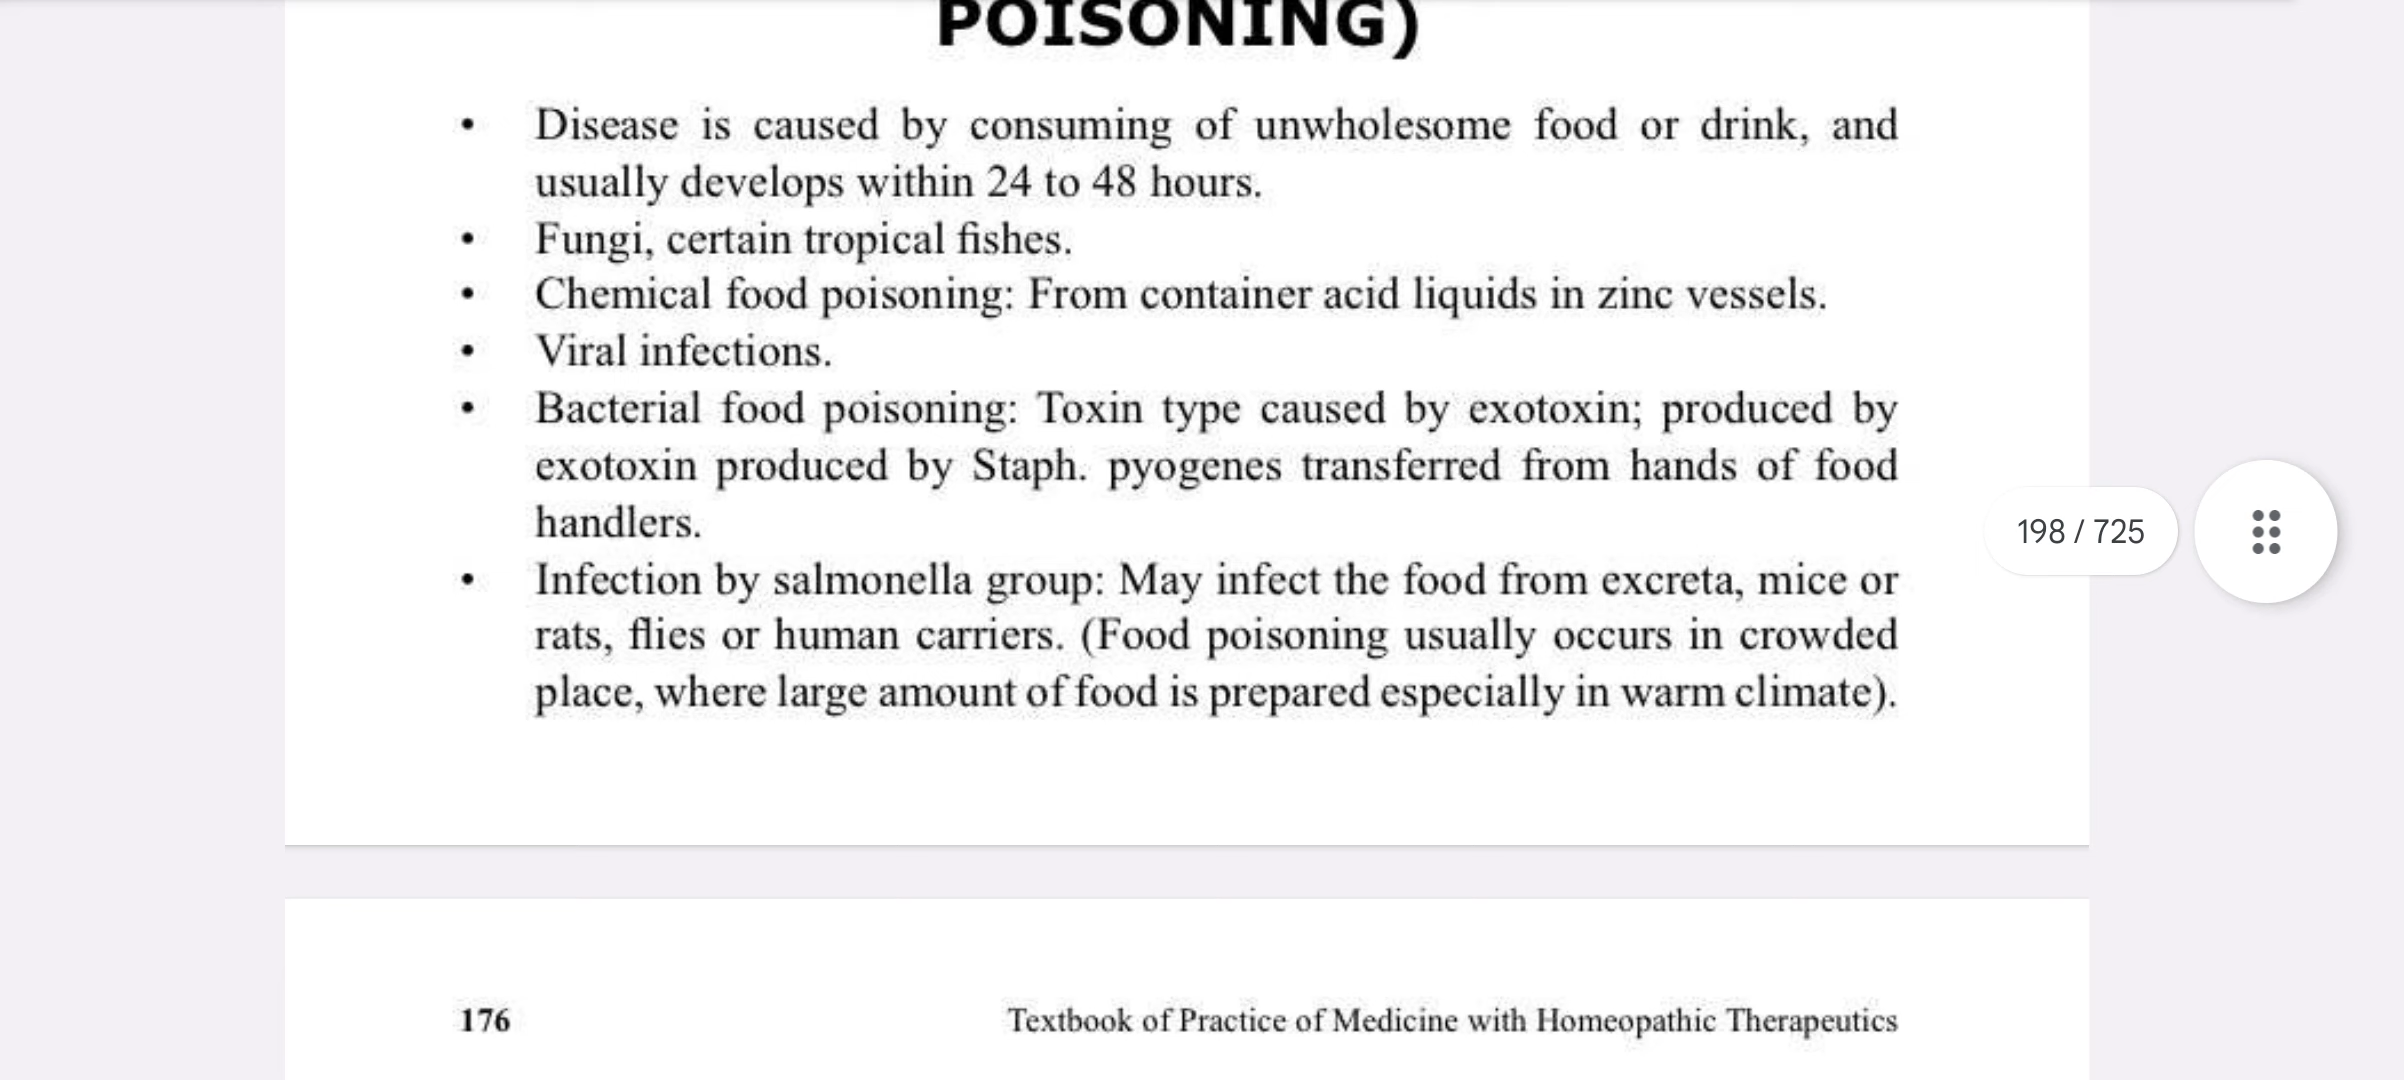 POISONING)
• Disease is caused by consuming of unwholesome food or drink, and
usually develops within 24 to 48 hours.
• Fungi, certain tropical fishes.
• Chemical food poisoning: From container acid liquids in zinc vessels.
• Viral infections.
• Bacterial food poisoning: Toxin type caused by exotoxin; produced by
exotoxin produced by Staph. pyogenes transferred from hands of food
handlers.
• Infection by salmonella group: May infect the food from excreta, mice or
rats, flies or human carriers. (Food poisoning usually occurs in crowded
place, where large amount of food is prepared especially in warm climate).
198 / 725
176 Textbook of Practice of Medicine with Homeopathic Therapeutics